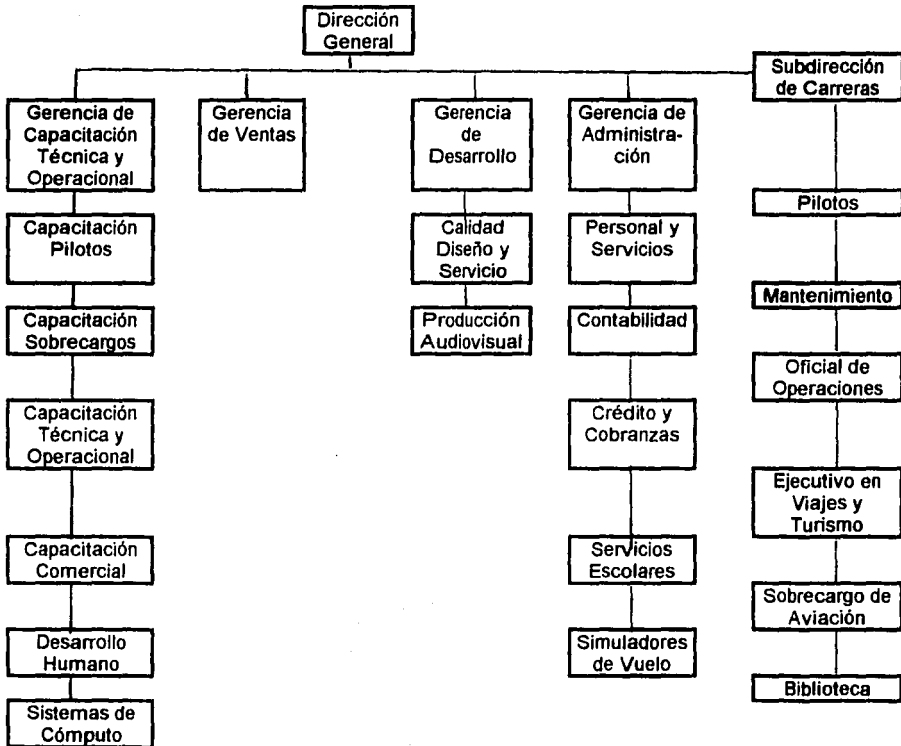 Dirección
General
Subdirección
de Carreras
Gerencia de
Capacitación
Técnica y
Operacional
Gerencia
de Ventas
Gerencia
de
Desarrollo
Gerencia de
Administra-
ción
Capacitación
Pilotos
Capacitación
Sobrecargos
Capacitación
Técnica y
Operacional
Capacitación
Comercial
Desarrollo
Humano
Sistemas de
Cómputo
Calidad
Diseño y
Servicio
Producción
Audiovisual
Personal y
Servicios
Contabilidad
Crédito y
Cobranzas
Servicios
Escolares
Simuladores
de Vuelo
Pilotos
Mantenimiento
Oficial de
Operaciones
Ejecutivo en
Viajes y
Turismo
Sobrecargo de
Aviación
Biblioteca